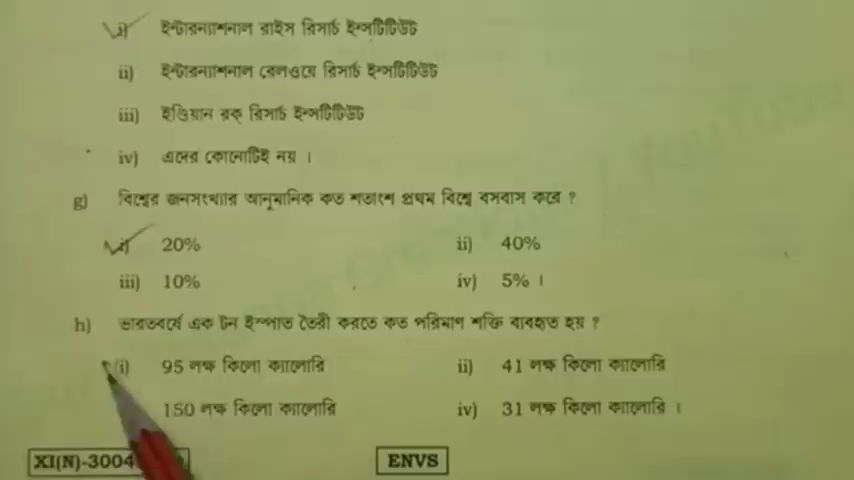 i) ইন্টারন্যাশনাল রাইস রিসার্চ ইন্সটিটিউট
ii) ইন্টারন্যাশনাল রেলওয়ে রিসার্চ ইন্সটিটিউট
iii) ইণ্ডিয়ান রক্ রিসার্চ ইন্সটিটিউট
iv) এদের কোনোটিই নয় ।
g) বিশ্বের জনসংখ্যার আনুমানিক কত শতাংশ প্রথম বিশ্বে বসবাস করে ?
i) 20% ii) 40%
iii) 10% iv) 5% ।
h) ভারতবর্ষে এক টন ইস্পাত তৈরী করতে কত পরিমাণ শক্তি ব্যবহৃত হয় ?
i) 95 লক্ষ কিলো ক্যালোরি ii) 41 লক্ষ কিলো ক্যালোরি
150 লক্ষ কিলো ক্যালোরি iv) 31 লক্ষ কিলো ক্যালোরি ।
XI(N)-3004 ENVS